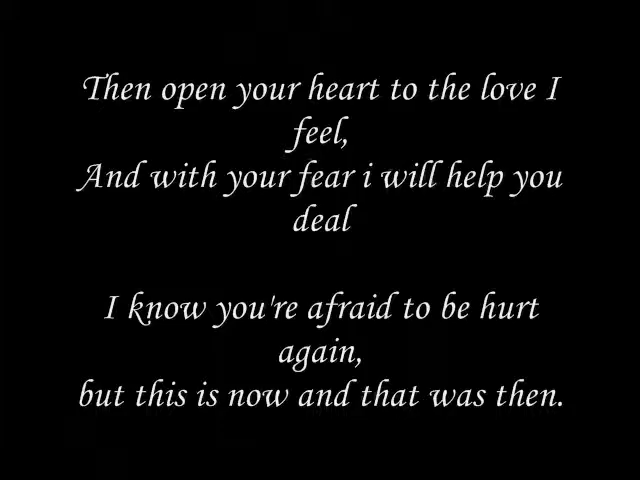 Then open your heart to the love I
feel,
And with your fear i will help you
deal
I know you're afraid to be hurt
again,
but this is now and that was then.